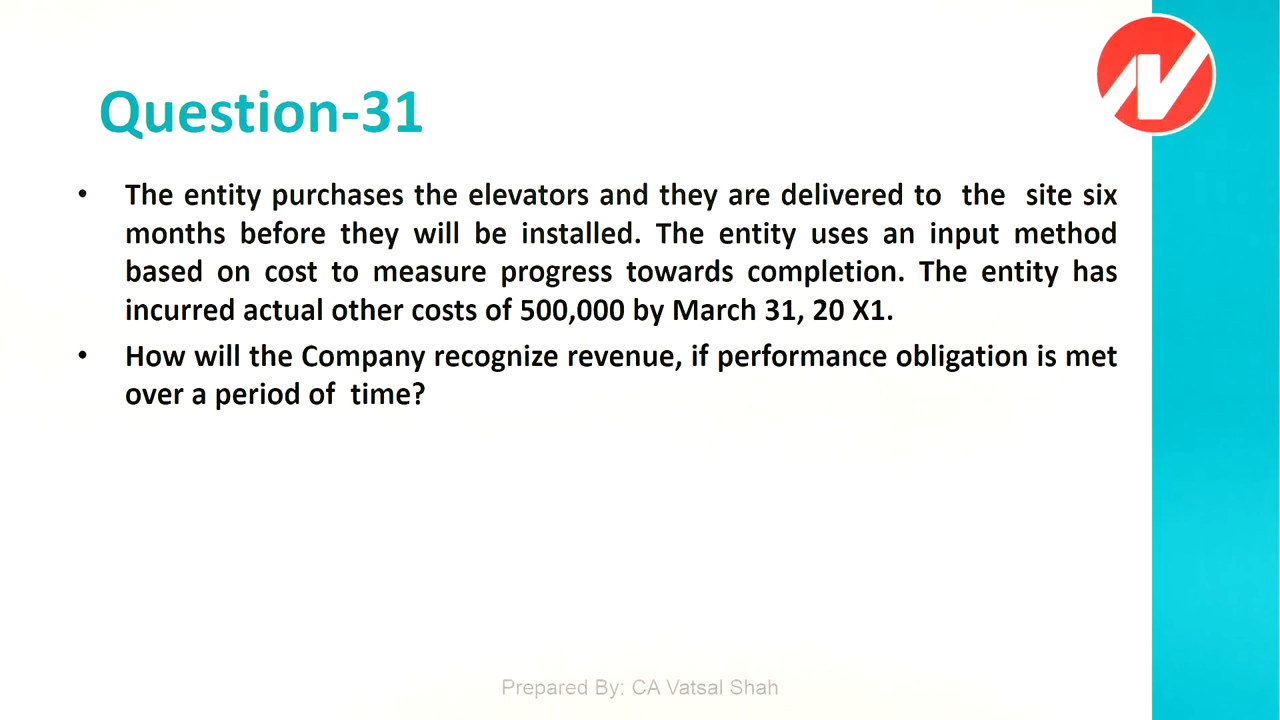 Question-31
• The entity purchases the elevators and they are delivered to the site six
months before they will be installed. The entity uses an input method
based on cost to measure progress towards completion. The entity has
incurred actual other costs of 500,000 by March 31, 20 X1.
• How will the Company recognize revenue, if performance obligation is met
over a period of time?
Prepared By: CA Vatsal Shah